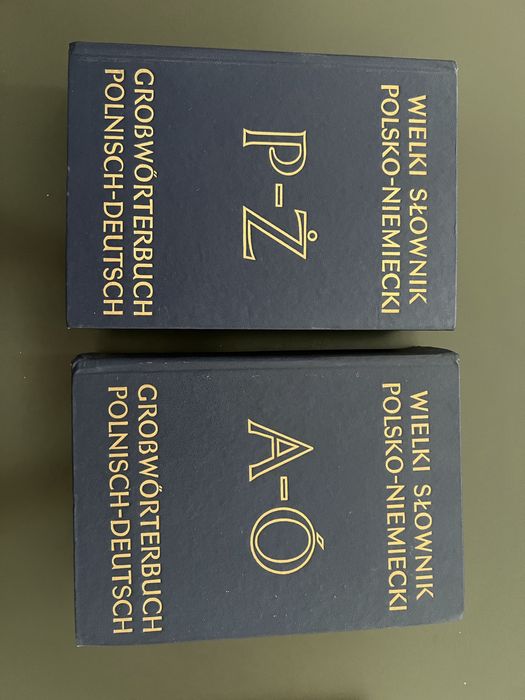 WIELKI SŁOWNIK
POLSKO-NIEMIECKI
P-Ż
GROẞWÖRTERBUCH
POLNISCH-DEUTSCH
WIELKI SŁOWNIK
POLSKO-NIEMIECKI
A-Ó
GROẞWÖRTERBUCH
POLNISCH-DEUTSCH